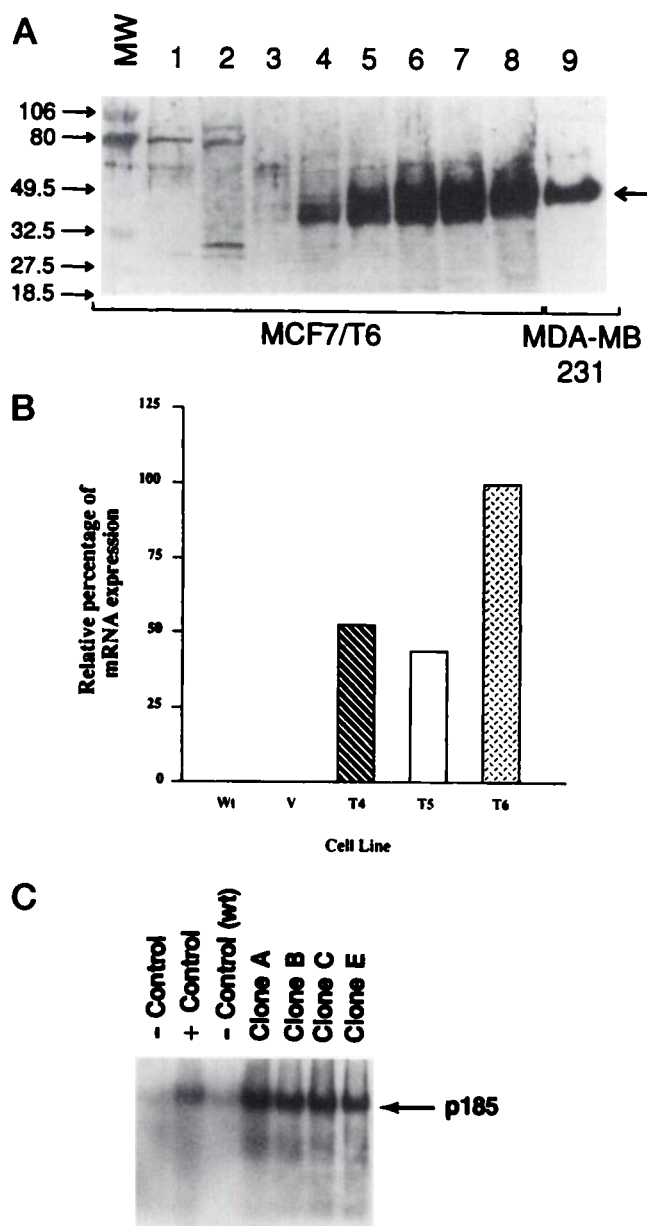 A
MW 1 2 3 4 5 6 7 8 9
106
80
49.5
32.5
27.5
18.5
MCF7/T6
MDA-MB
231
B
Relative percentage of
mRNA expression
125
100
75
50
25
0
Wt V T4 T5 T6
Cell Line
C
- Control
+ Control
- Control (wt)
Clone A
Clone B
Clone C
Clone E
p185